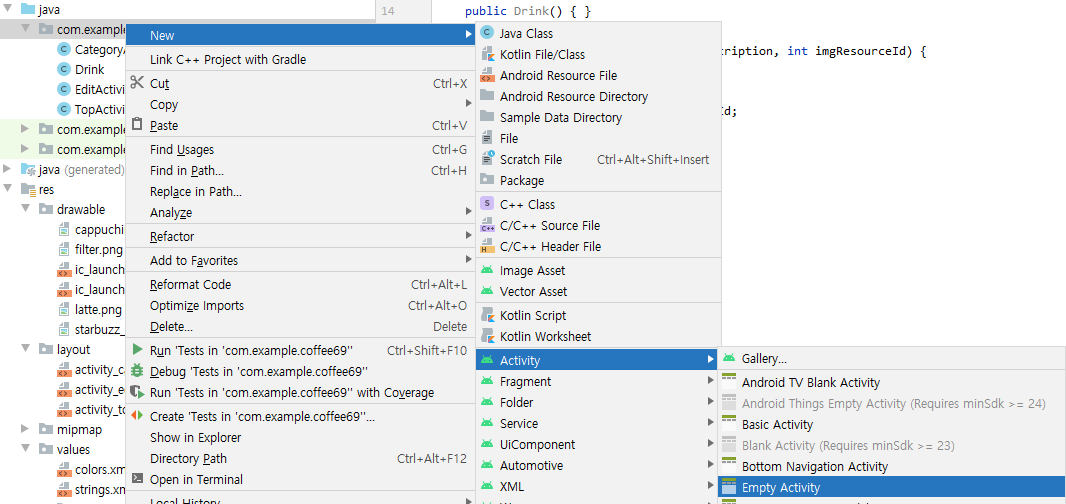 java
com.example
CategoryA
Drink
EditActivi
TopActivi
com.example
com.example
java (generated)
res
drawable
cappuchi
filter.png
ic_launch
ic_launch
latte.png
starbuzz_
layout
activity_ca
activity_e
activity_to
mipmap
values
colors.xm
strings.xm
14
public Drink() { }
cription, int imgResourceId) {
d;
New
Link C++ Project with Gradle
Cut Ctrl+X
Copy
Paste Ctrl+V
Find Usages Ctrl+G
Find in Path... Ctrl+H
Replace in Path...
Analyze
Refactor
Add to Favorites
Reformat Code Ctrl+Alt+L
Optimize Imports Ctrl+Alt+O
Delete... Delete
Run 'Tests in 'com.example.coffee69'' Ctrl+Shift+F10
Debug 'Tests in 'com.example.coffee69''
Run 'Tests in 'com.example.coffee69'' with Coverage
Create 'Tests in 'com.example.coffee69''...
Show in Explorer
Directory Path Ctrl+Alt+F12
Open in Terminal
Local History
Java Class
Kotlin File/Class
Android Resource File
Android Resource Directory
Sample Data Directory
File
Scratch File Ctrl+Alt+Shift+Insert
Package
C++ Class
C/C++ Source File
C/C++ Header File
Image Asset
Vector Asset
Kotlin Script
Kotlin Worksheet
Activity
Fragment
Folder
Service
UiComponent
Automotive
XML
Gallery...
Android TV Blank Activity
Android Things Empty Activity (Requires minSdk >= 24)
Basic Activity
Blank Activity (Requires minSdk >= 23)
Bottom Navigation Activity
Empty Activity